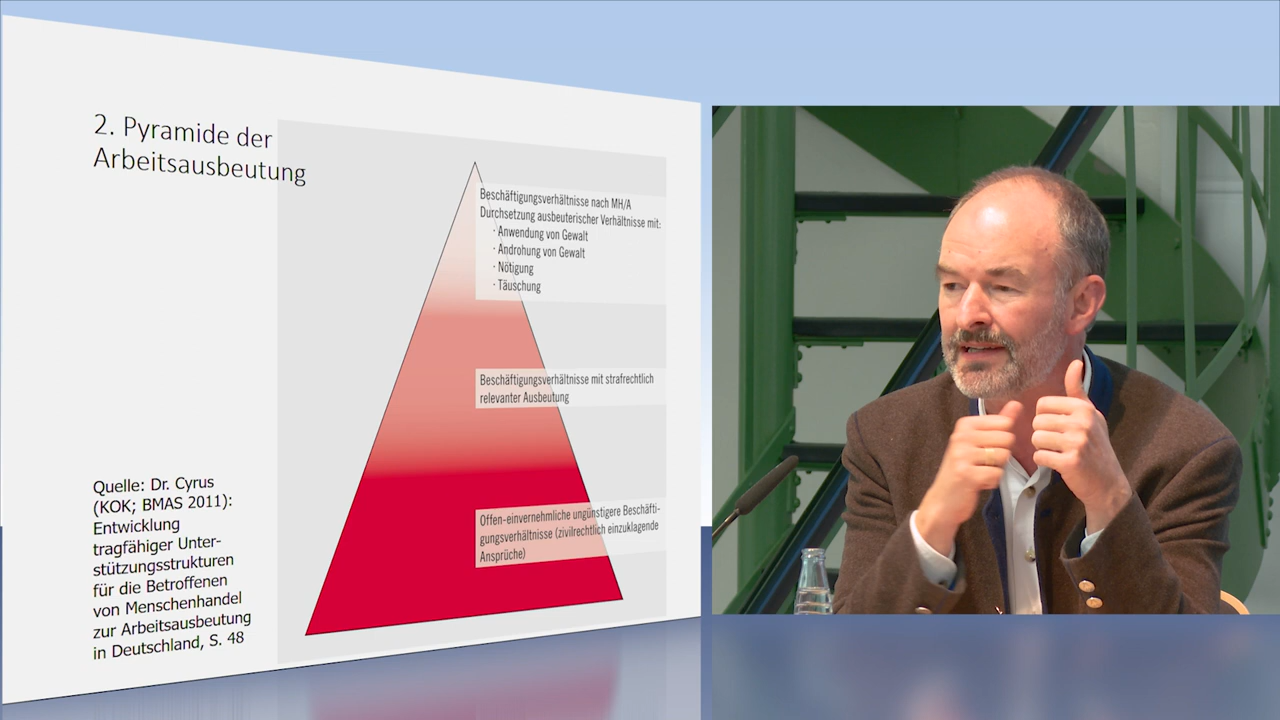 2. Pyramide der
Arbeitsausbeutung
Beschäftigungsverhältnisse nach MH/A
Durchsetzung ausbeuterischer Verhältnisse mit:
· Anwendung von Gewalt
· Androhung von Gewalt
· Nötigung
· Täuschung
Beschäftigungsverhältnisse mit strafrechtlich
relevanter Ausbeutung
Offen-einvernehmliche ungünstigere Beschäfti-
gungsverhältnisse (zivilrechtlich einzuklagende
Ansprüche)
Quelle: Dr. Cyrus
(KOK; BMAS 2011):
Entwicklung
tragfähiger Unter-
stützungsstrukturen
für die Betroffenen
von Menschenhandel
zur Arbeitsausbeutung
in Deutschland, S. 48